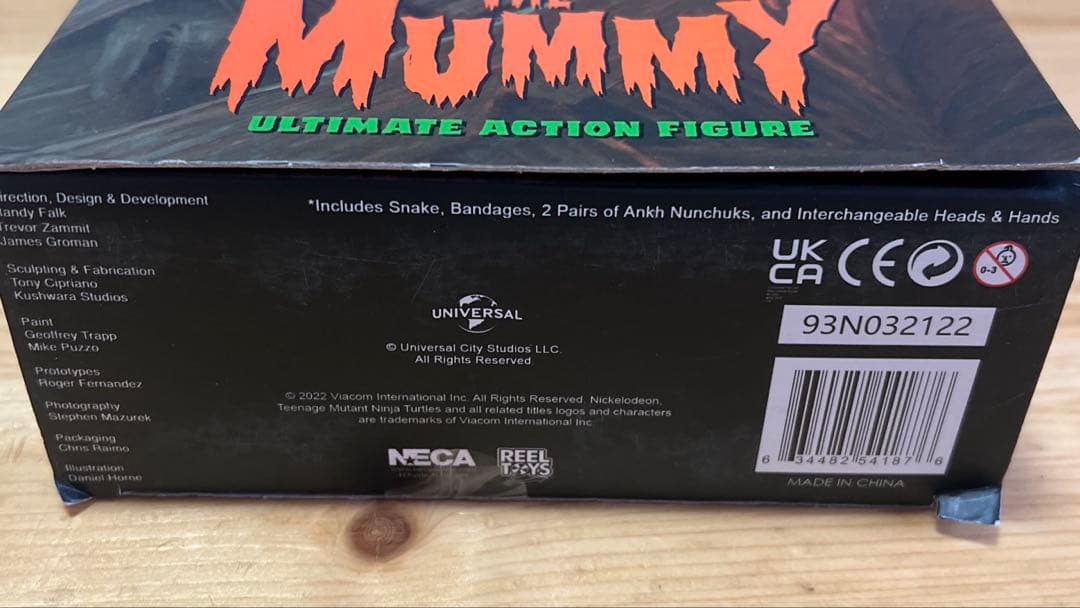 THE
MUMMY
ULTIMATE ACTION FIGURE
irection, Design & Development
Randy Falk
Trevor Zammit
James Groman
Sculpting & Fabrication
Tony Cipriano
Kushwara Studios
Paint
Geoffrey Trapp
Mike Puzzo
Prototypes
Roger Fernandez
Photography
Stephen Mazurek
Packaging
Chris Raimo
Illustration
Daniel Horne
*Includes Snake, Bandages, 2 Pairs of Ankh Nunchuks, and Interchangeable Heads & Hands
UK
CA CE
0-3
UNIVERSAL
© Universal City Studios LLC.
All Rights Reserved.
© 2022 Viacom International Inc. All Rights Reserved. Nickelodeon,
Teenage Mutant Ninja Turtles and all related titles logos and characters
are trademarks of Viacom International Inc.
NECA
REEL
TOYS
93N032122
6 34482 54187 6
MADE IN CHINA